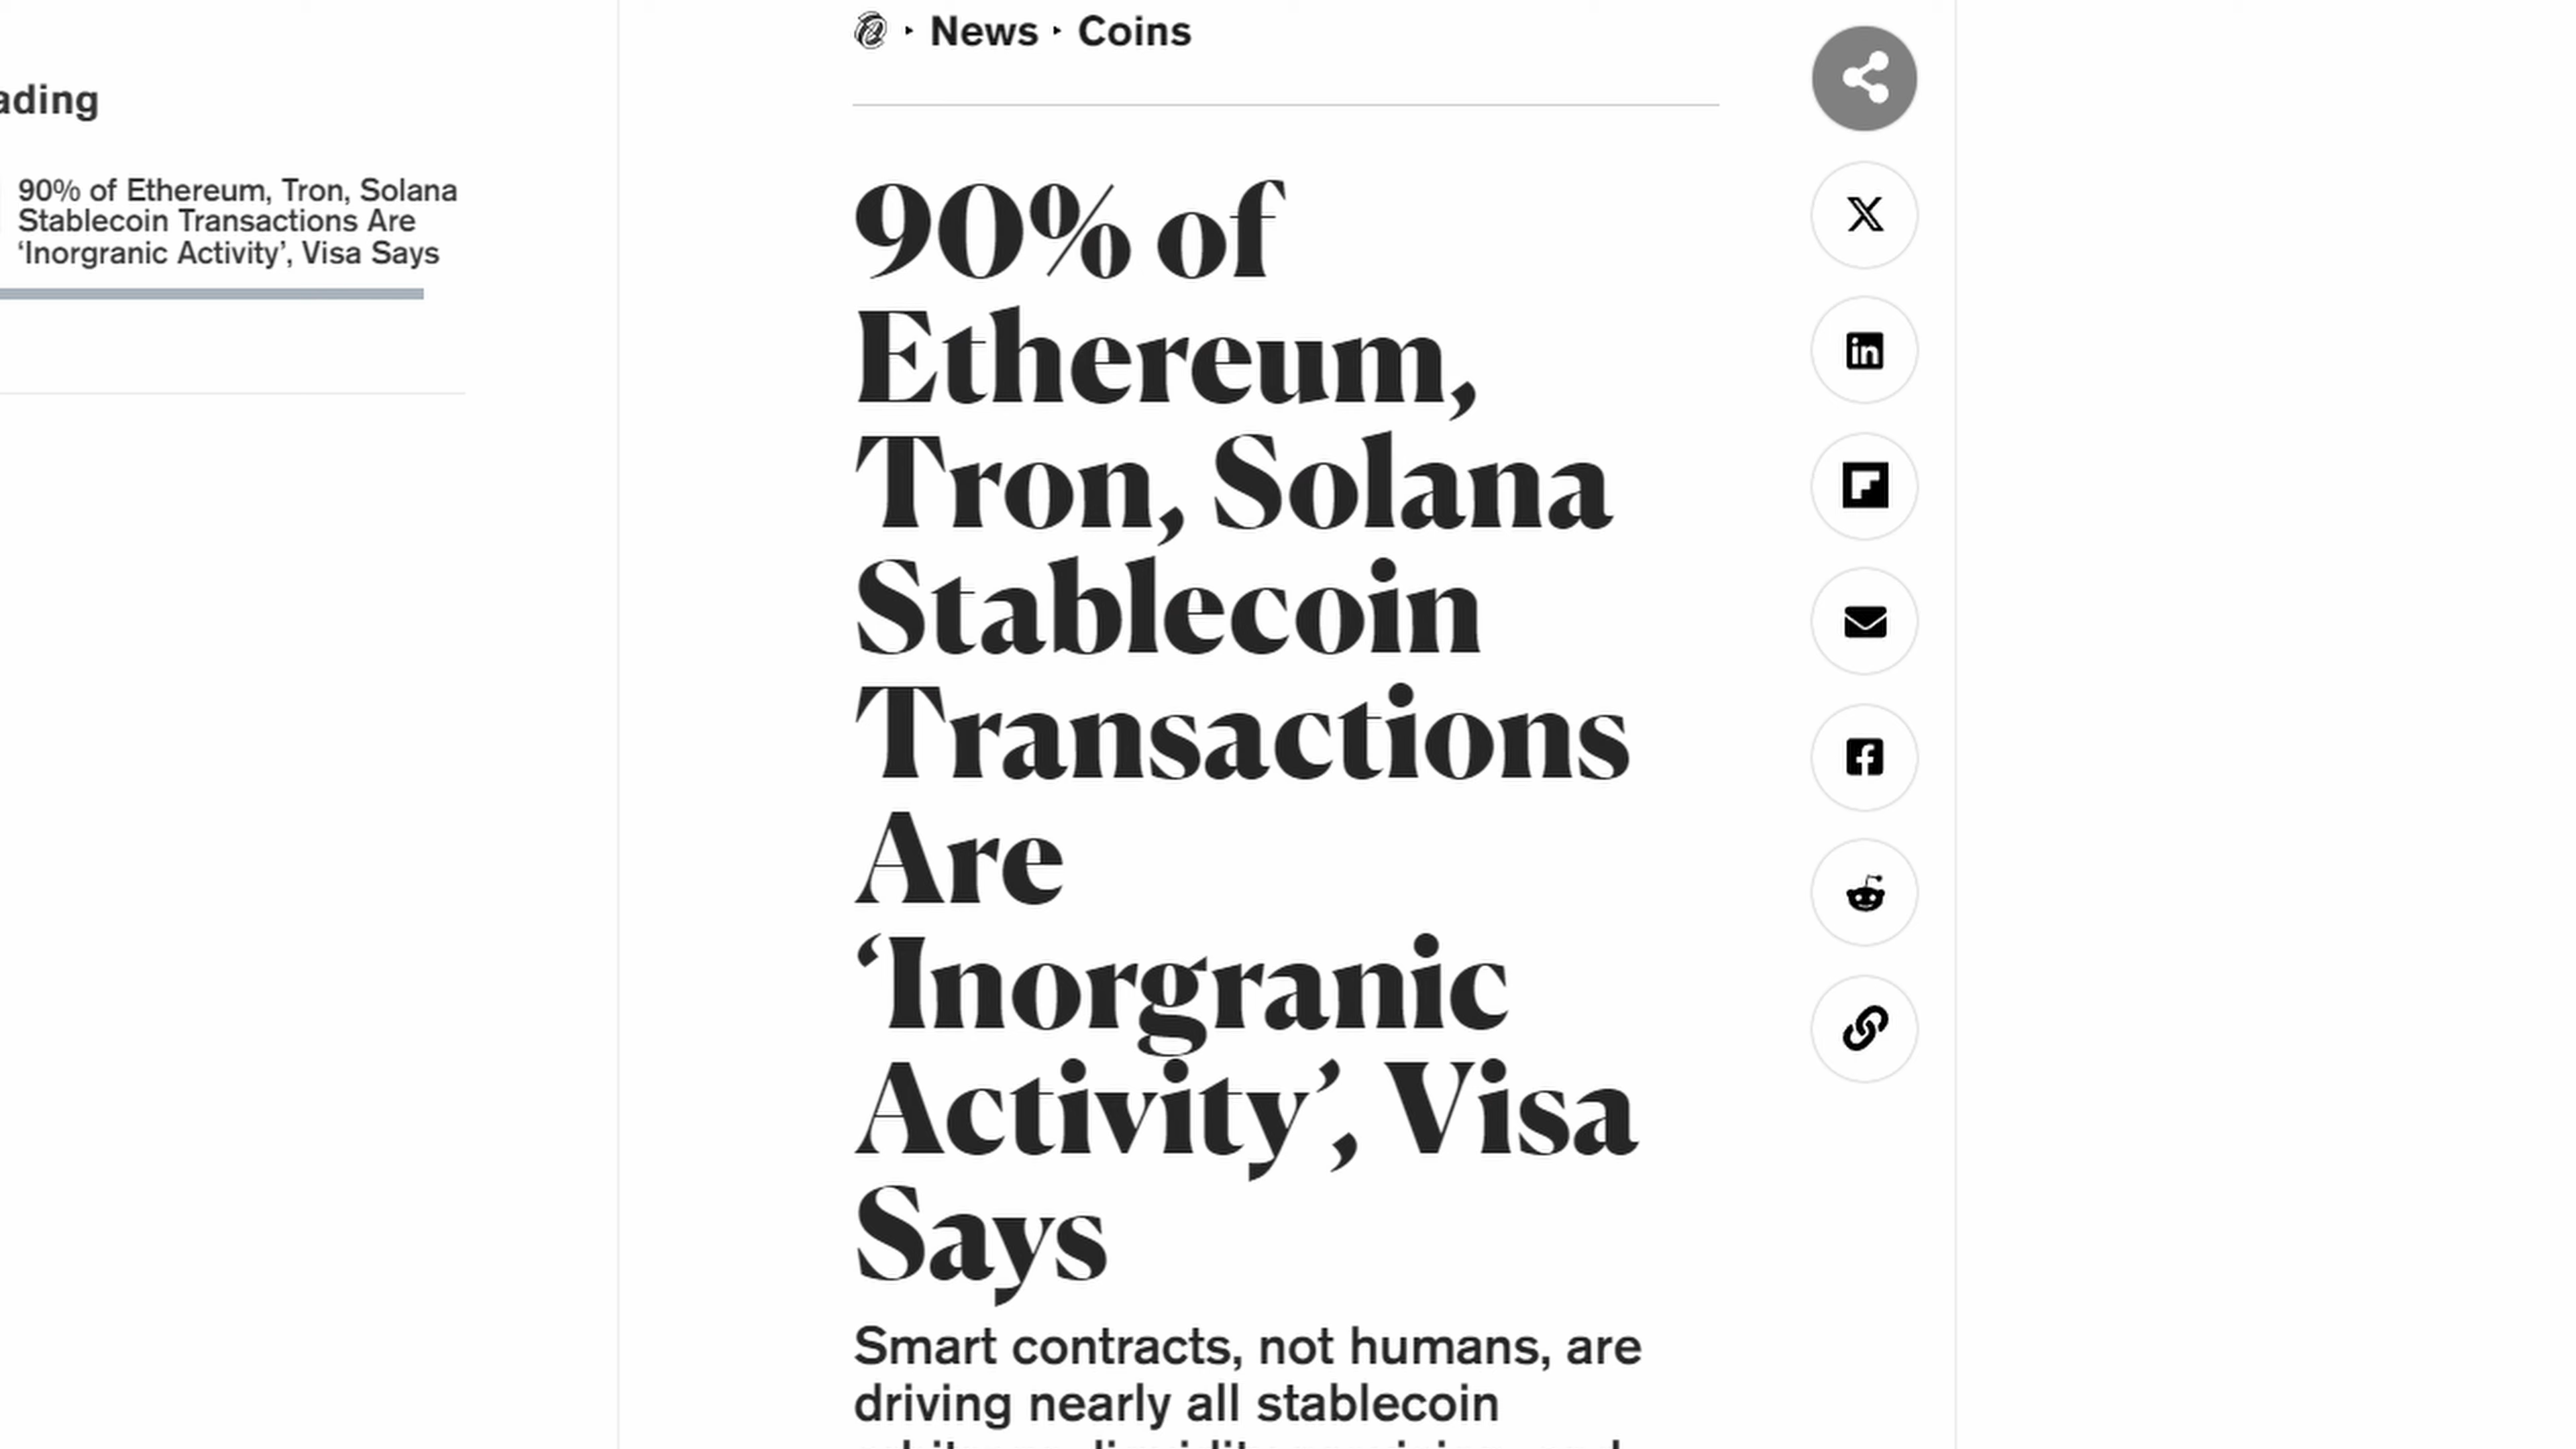 News
Coins
ading
90% of Ethereum, Tron, Solana
Stablecoin Transactions Are
‘Inorgranic Activity’, Visa Says
90% of
Ethereum,
Tron, Solana
Stablecoin
Transactions
Are
‘Inorgranic
Activity’, Visa
Says
Smart contracts, not humans, are
driving nearly all stablecoin